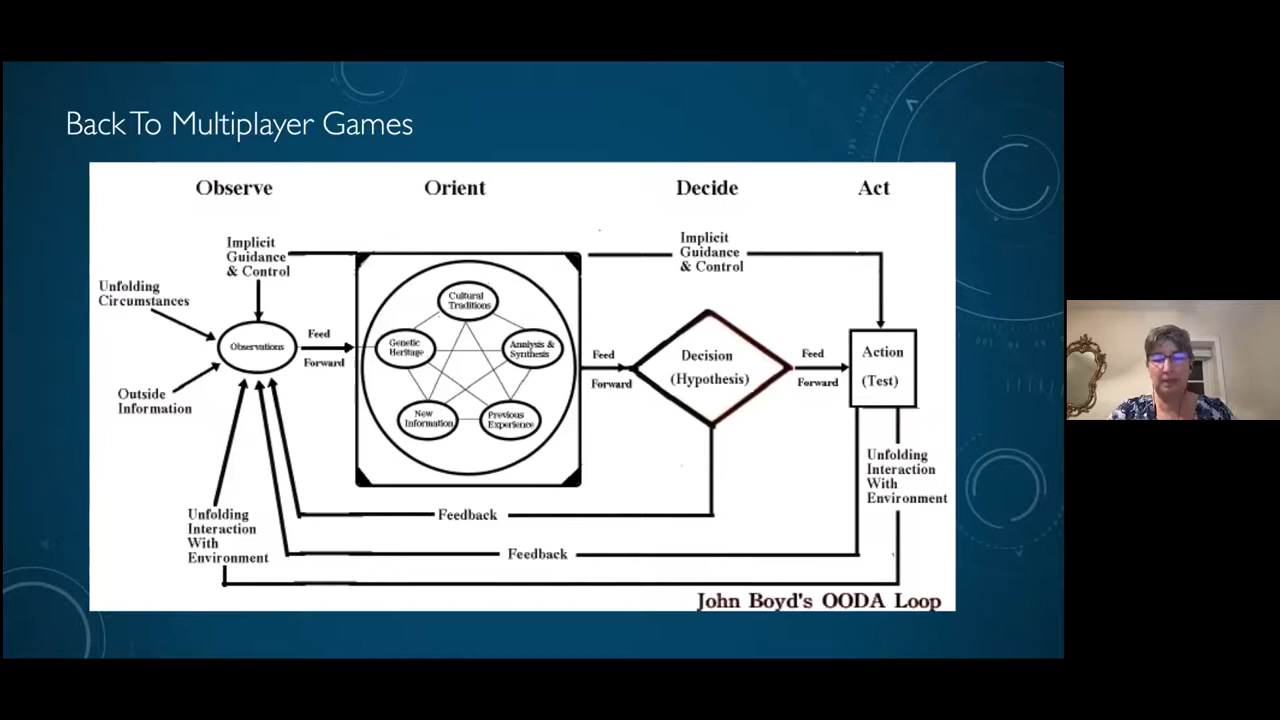 Back To Multiplayer Games
Observe
Orient
Decide
Act
Implicit
Guidance
& Control
Implicit
Guidance
& Control
Unfolding
Circumstances
Cultural
Traditions
Observations
Feed
Forward
Genetic
Heritage
Analysis &
Synthesis
Feed
Forward
Decision
(Hypothesis)
Feed
Forward
Action
(Test)
Outside
Information
New
Information
Previous
Experience
Unfolding
Interaction
With
Environment
Unfolding
Interaction
With
Environment
Feedback
Feedback
John Boyd's OODA Loop